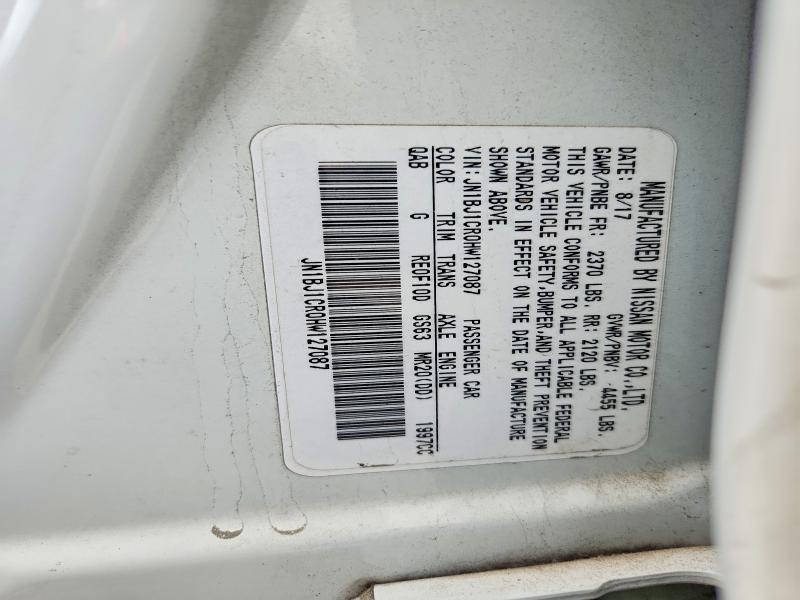 MANUFACTURED BY NISSAN MOTOR CO.,LTD.
DATE: 8/17 GVWR/PNBV: 4455 LBS.
GAWR/PNBE FR: 2370 LBS. RR: 2120 LBS.
THIS VEHICLE CONFORMS TO ALL APPLICABLE FEDERAL
MOTOR VEHICLE SAFETY,BUMPER,AND THEFT PREVENTION
STANDARDS IN EFFECT ON THE DATE OF MANUFACTURE
SHOWN ABOVE.
VIN: JN1BJ1CR0HW127087 PASSENGER CAR
COLOR TRIM TRANS AXLE ENGINE
QAB G RE0F10D GS63 MR20(DD) 1997CC
JN1BJ1CR0HW127087